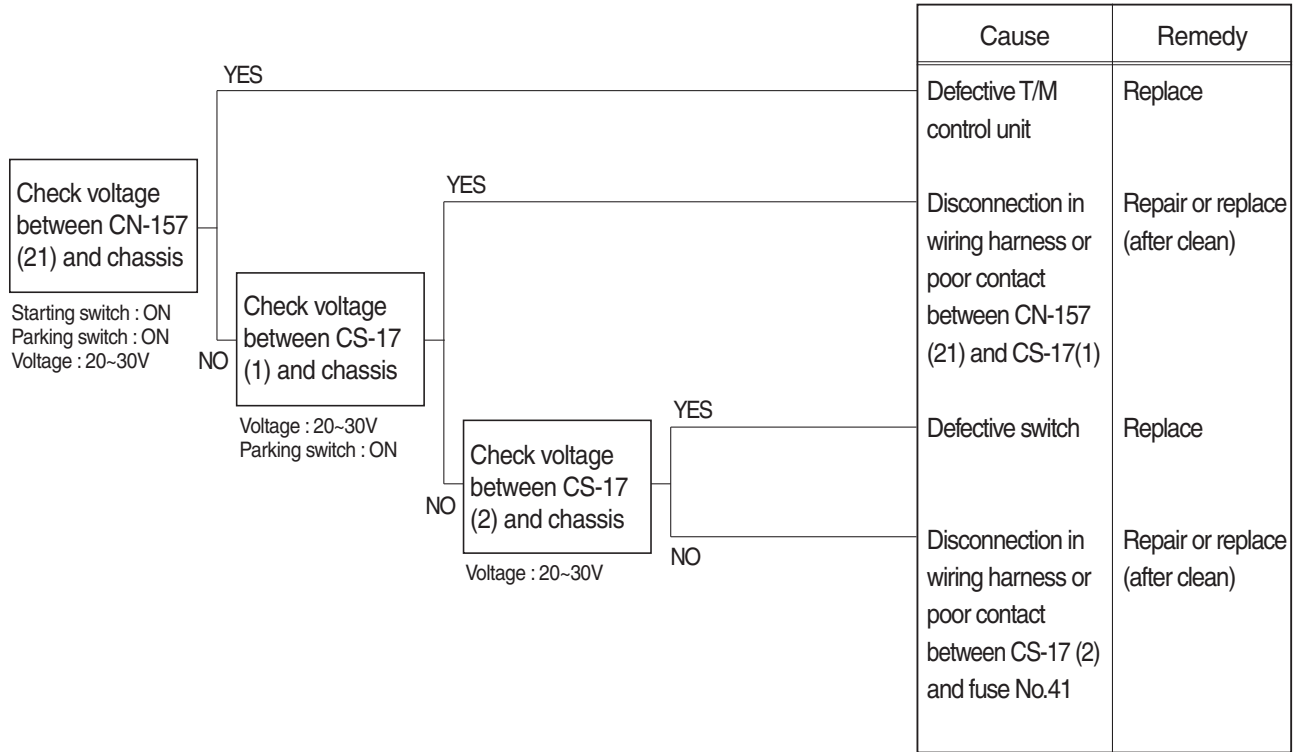 Cause
Remedy
YES
Defective T/M
control unit
Replace
Check voltage
between CN-157
(21) and chassis
Starting switch : ON
Parking switch : ON
Voltage : 20~30V
NO
YES
Disconnection in
wiring harness or
poor contact
between CN-157
(21) and CS-17(1)
Repair or replace
(after clean)
Check voltage
between CS-17
(1) and chassis
Voltage : 20~30V
Parking switch : ON
NO
YES
Defective switch
Replace
Check voltage
between CS-17
(2) and chassis
Voltage : 20~30V
NO
Disconnection in
wiring harness or
poor contact
between CS-17 (2)
and fuse No.41
Repair or replace
(after clean)